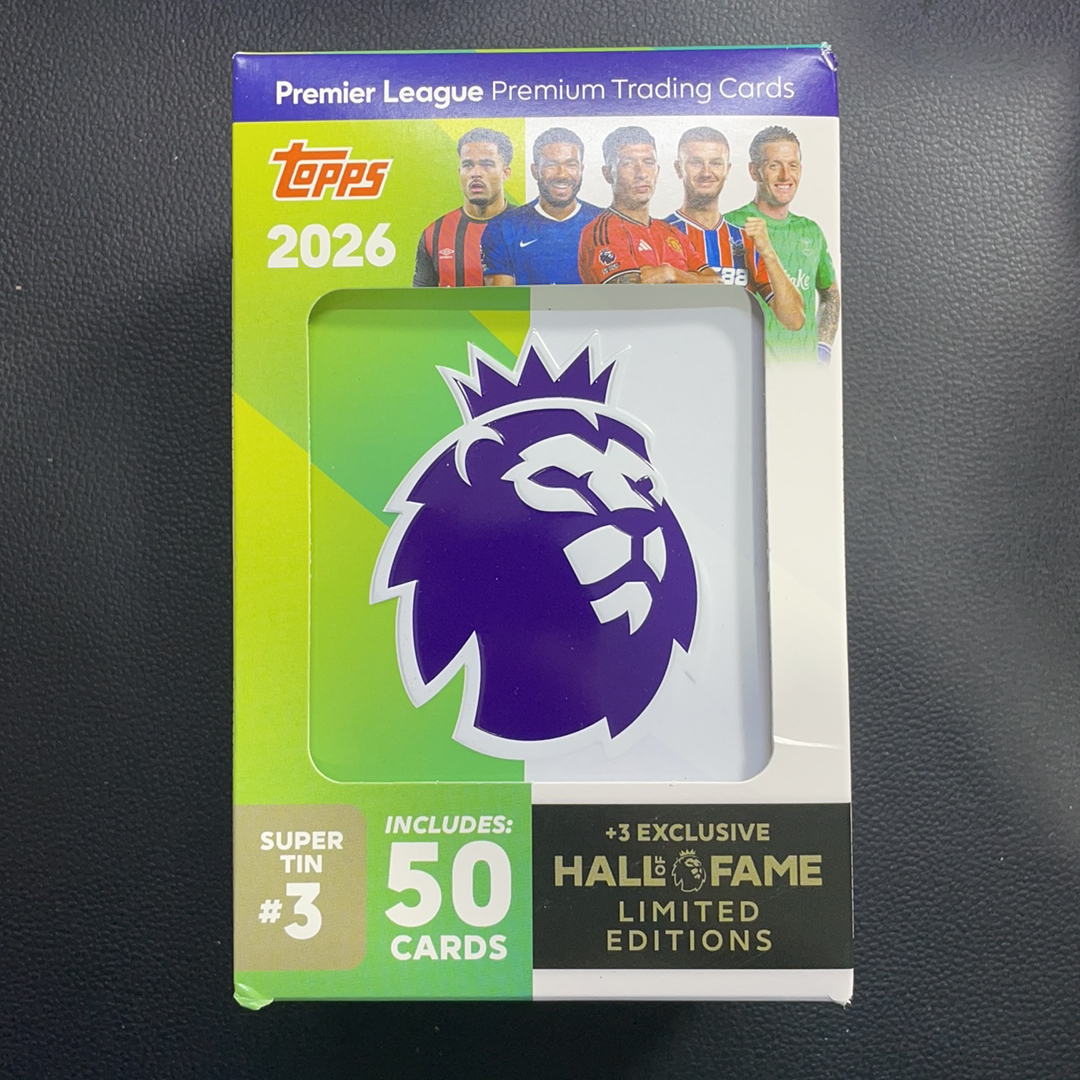 Premier League Premium Trading Cards
Topps
2026
88
SUPER
TIN
#3
INCLUDES:
50
CARDS
+3 EXCLUSIVE
HALL OF FAME
LIMITED
EDITIONS